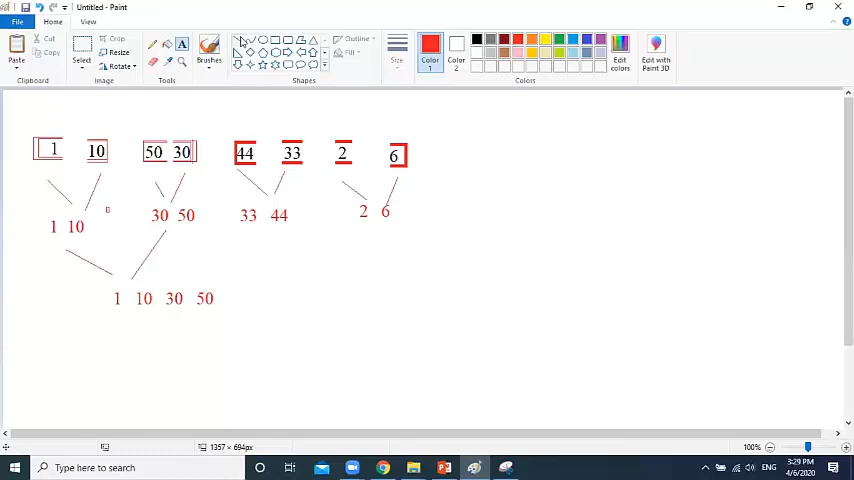 Untitled - Paint
File Home View
Paste
Cut
Copy
Clipboard
Select
Crop
Resize
Rotate
Image
A
Tools
Brushes
Outline
Fill
Shapes
Size
Color 1
Color 2
Colors
Edit colors
Edit with Paint 3D
1 10 50 30 44 33 2 6
1 10 30 50 33 44 2 6
1 10 30 50
1357 × 694px
100%
Type here to search
ENG
3:29 PM
4/6/2020